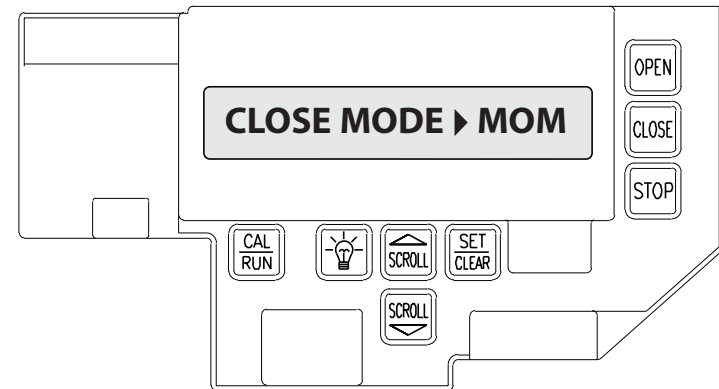 OPEN
CLOSE MODE ▶ MOM
CLOSE
STOP
CAL
RUN
SCROLL
SET
CLEAR
SCROLL